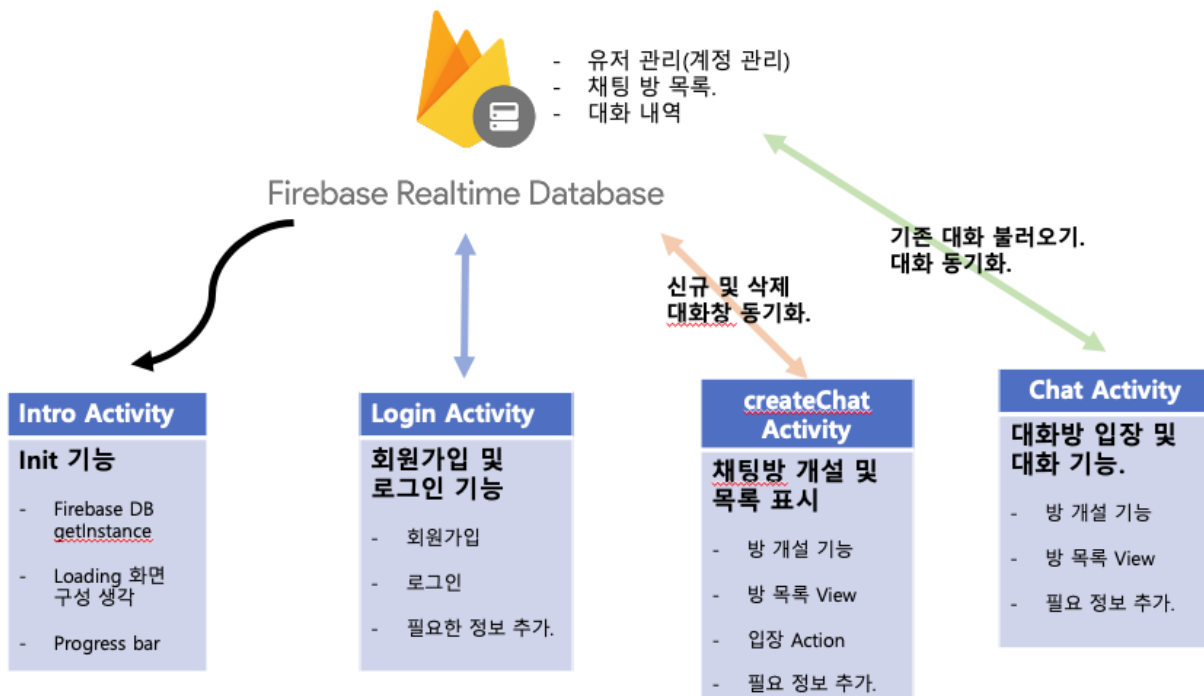 - 유저 관리(계정 관리)
- 채팅 방 목록.
- 대화 내역
Firebase Realtime Database
기존 대화 불러오기.
대화 동기화.
신규 및 삭제
대화창 동기화.
Intro Activity
Init 기능
- Firebase DB
getInstance
- Loading 화면
구성 생각
- Progress bar
Login Activity
회원가입 및
로그인 기능
- 회원가입
- 로그인
- 필요한 정보 추가.
createChat
Activity
채팅방 개설 및
목록 표시
- 방 개설 기능
- 방 목록 View
- 입장 Action
- 필요 정보 추가.
Chat Activity
대화방 입장 및
대화 기능.
- 방 개설 기능
- 방 목록 View
- 필요 정보 추가.